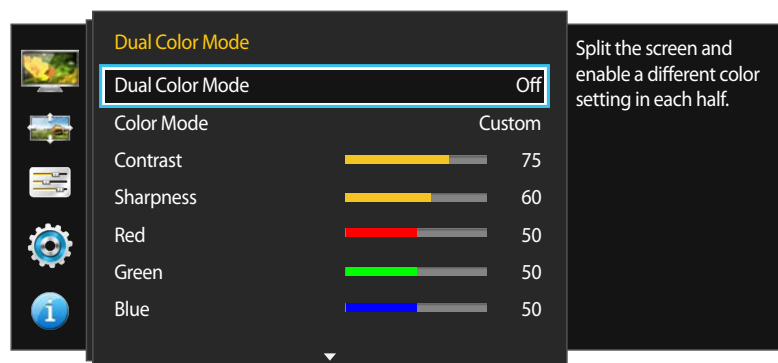 Dual Color Mode
Dual Color Mode Off
Color Mode Custom
Contrast 75
Sharpness 60
Red 50
Green 50
Blue 50
Split the screen and
enable a different color
setting in each half.
i